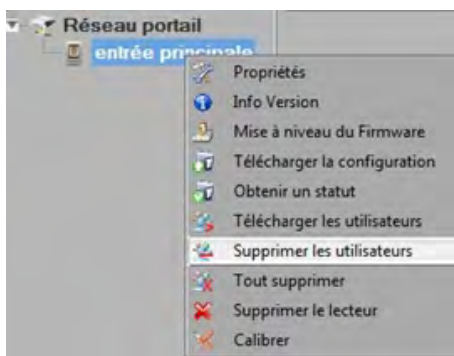 Réseau portail
entrée principale
Propriétés
Info Version
Mise à niveau du Firmware
Télécharger la configuration
Obtenir un statut
Télécharger les utilisateurs
Supprimer les utilisateurs
Tout supprimer
Supprimer le lecteur
Calibrer